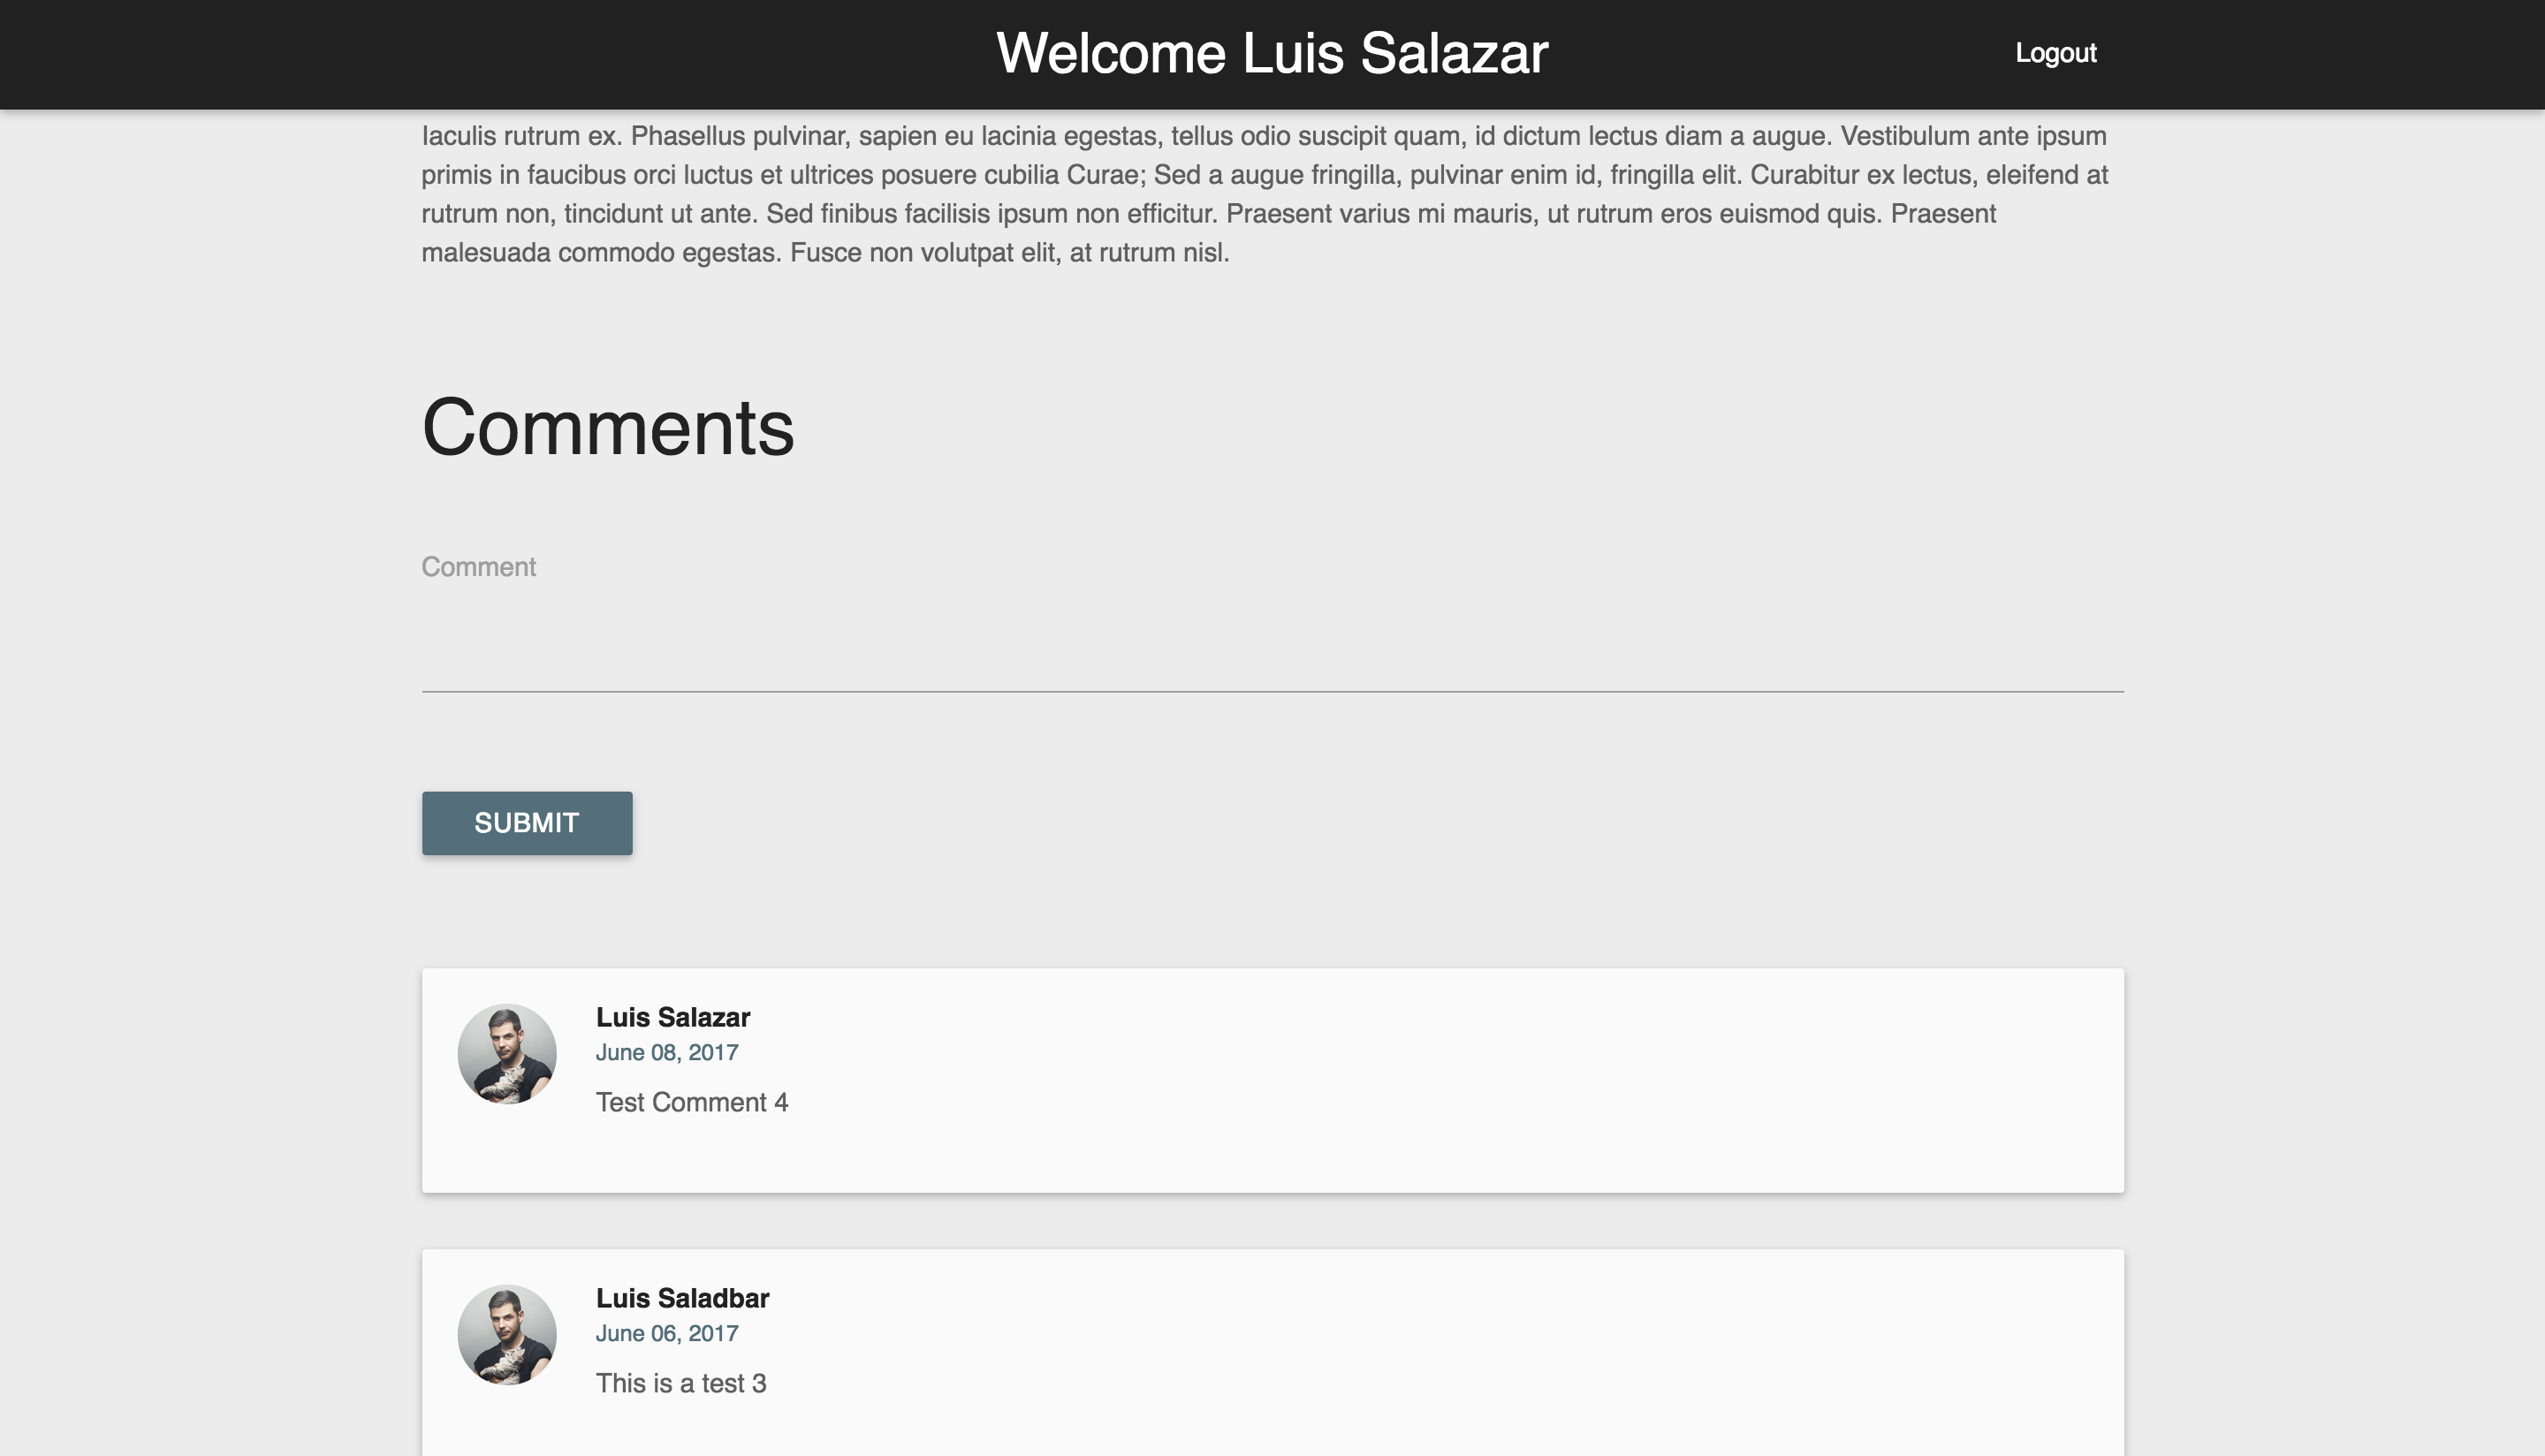 Welcome Luis Salazar
Logout
Iaculis rutrum ex. Phasellus pulvinar, sapien eu lacinia egestas, tellus odio suscipit quam, id dictum lectus diam a augue. Vestibulum ante ipsum
primis in faucibus orci luctus et ultrices posuere cubilia Curae; Sed a augue fringilla, pulvinar enim id, fringilla elit. Curabitur ex lectus, eleifend at
rutrum non, tincidunt ut ante. Sed finibus facilisis ipsum non efficitur. Praesent varius mi mauris, ut rutrum eros euismod quis. Praesent
malesuada commodo egestas. Fusce non volutpat elit, at rutrum nisl.
Comments
Comment
SUBMIT
Luis Salazar
June 08, 2017
Test Comment 4
Luis Saladbar
June 06, 2017
This is a test 3